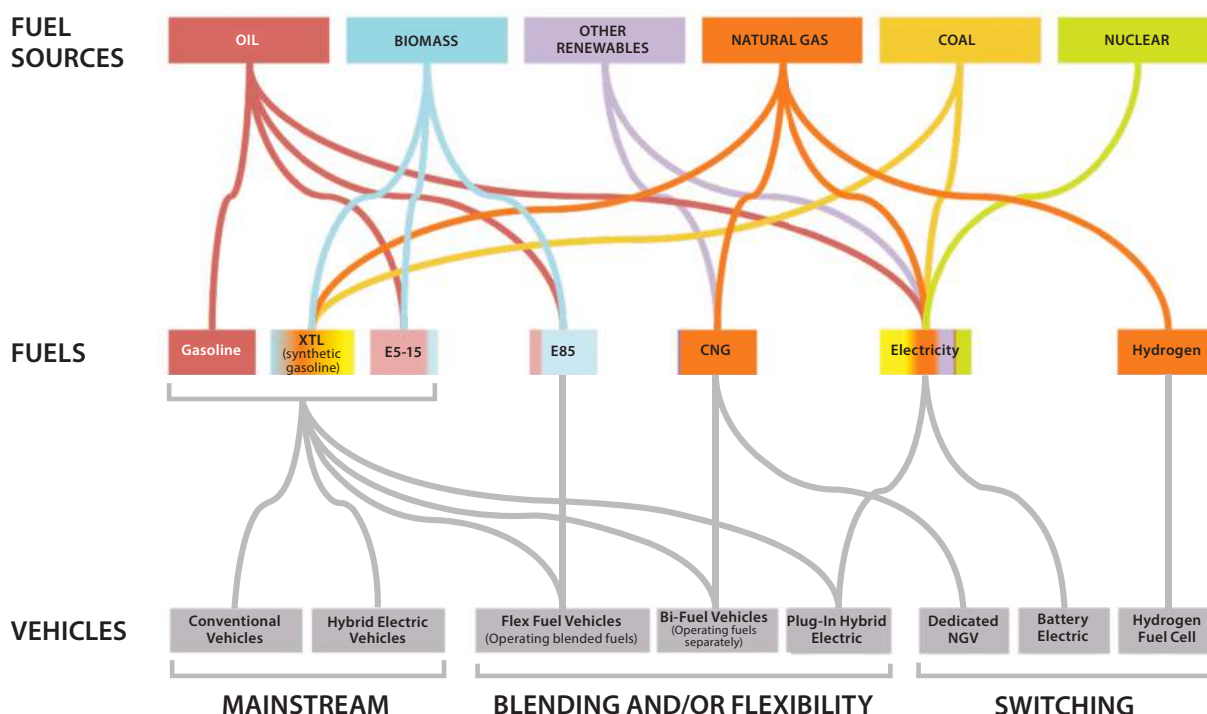 FUEL
SOURCES
OIL
BIOMASS
OTHER
RENEWABLES
NATURAL GAS
COAL
NUCLEAR
FUELS
Gasoline
XTL
(synthetic
gasoline)
E5-15
E85
CNG
Electricity
Hydrogen
VEHICLES
Conventional
Vehicles
Hybrid Electric
Vehicles
Flex Fuel Vehicles
(Operating blended fuels)
Bi-Fuel Vehicles
(Operating fuels
separately)
Plug-In Hybrid
Electric
Dedicated
NGV
Battery
Electric
Hydrogen
Fuel Cell
MAINSTREAM
BLENDING AND/OR FLEXIBILITY
SWITCHING